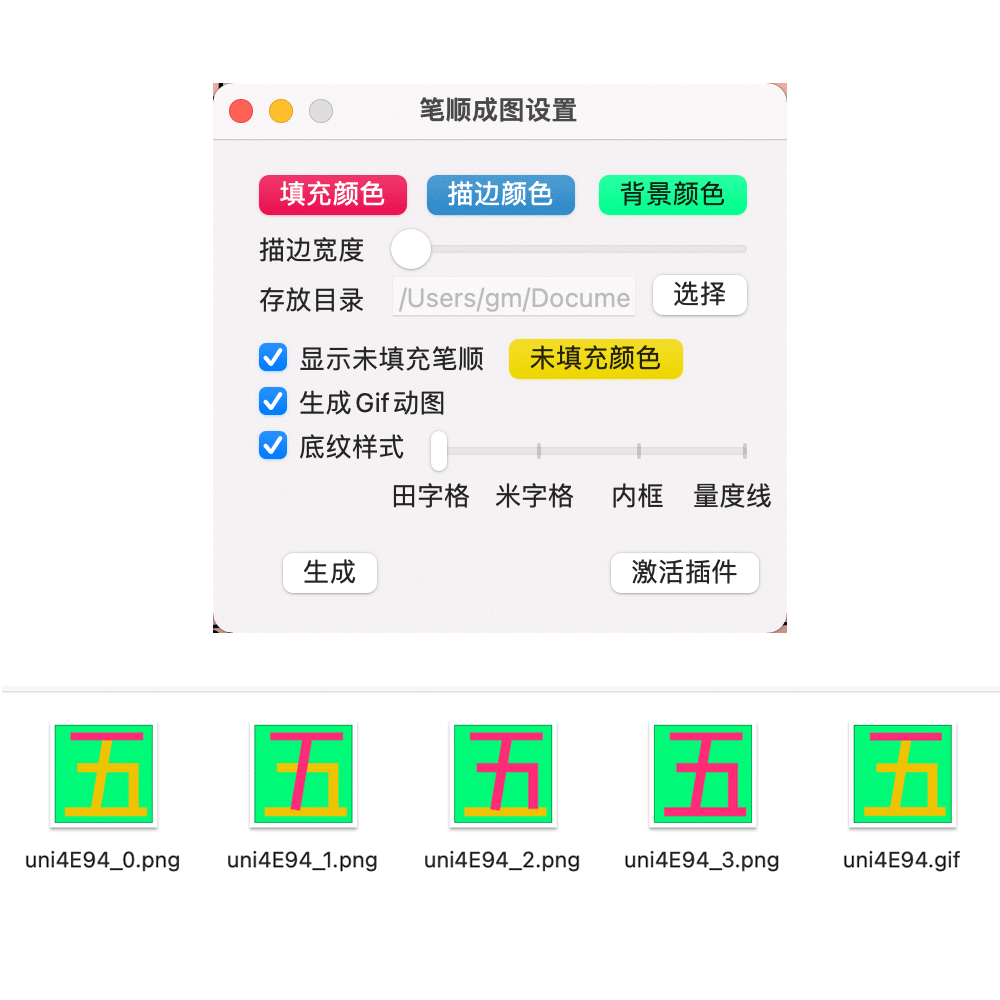 笔顺成图设置
填充颜色 描边颜色 背景颜色
描边宽度
存放目录 /Users/gm/Docume 选择
显示未填充笔顺 未填充颜色
生成Gif动图
底纹样式
田字格 米字格 内框 量度线
生成 激活插件
五 五 五 五 五
uni4E94_0.png uni4E94_1.png uni4E94_2.png uni4E94_3.png uni4E94.gif